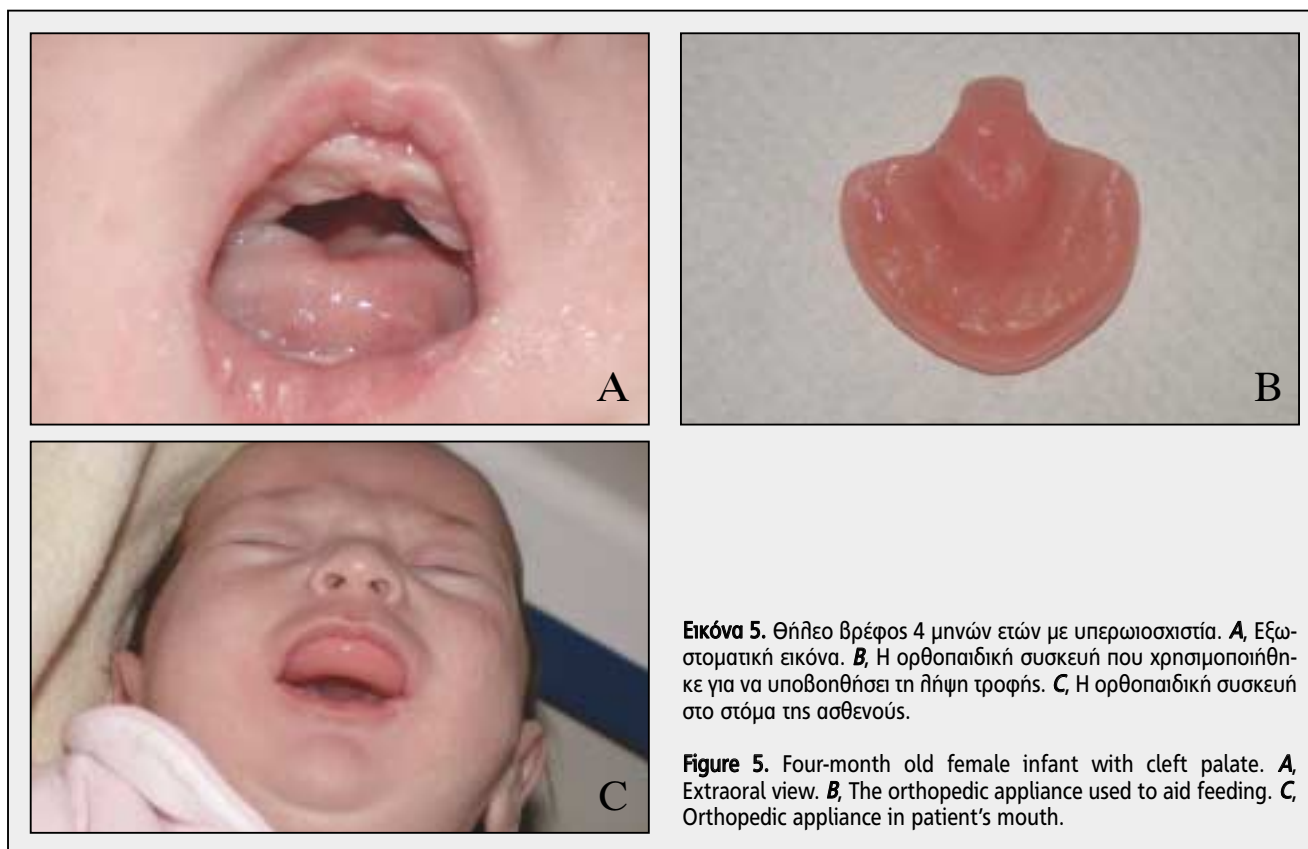 A
B
C
Εικόνα 5. Θήλεο βρέφος 4 μηνών ετών με υπερωιοσχιστία. A, Εξω-
στοματική εικόνα. B, Η ορθοπαιδική συσκευή που χρησιμοποιήθη-
κε για να υποβοηθήσει τη λήψη τροφής. C, Η ορθοπαιδική συσκευή
στο στόμα της ασθενούς.
Figure 5. Four-month old female infant with cleft palate. A,
Extraoral view. B, The orthopedic appliance used to aid feeding. C,
Orthopedic appliance in patient's mouth.